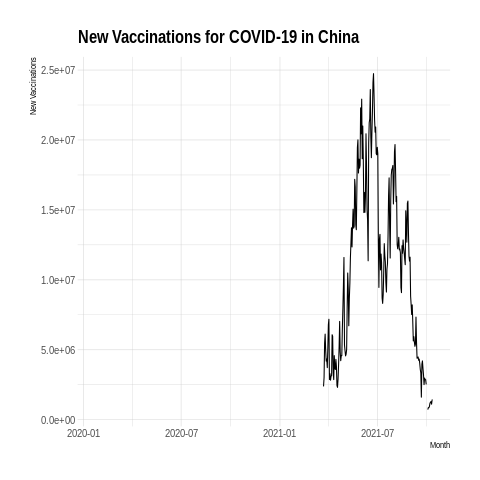 New Vaccinations for COVID-19 in China
New Vaccinations
2.5e+07
2.0e+07
1.5e+07
1.0e+07
5.0e+06
0.0e+00
2020-01
2020-07
2021-01
2021-07
Month